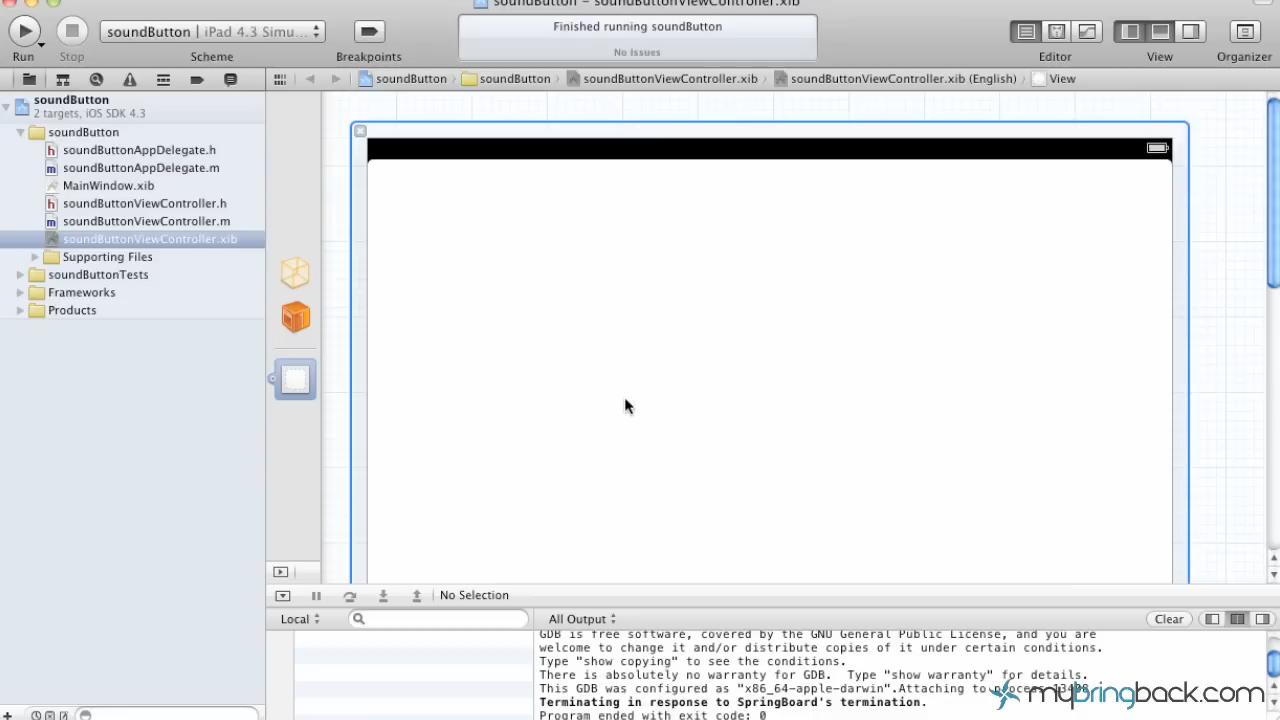 soundButton – soundButtonViewController.xib
soundButton | iPad 4.3 Simu...
Finished running soundButton
No Issues
Run
Stop
Scheme
Breakpoints
Editor
View
Organizer
soundButton
soundButton
soundButtonViewController.xib
soundButtonViewController.xib (English)
View
soundButton
2 targets, iOS SDK 4.3
soundButton
h soundButtonAppDelegate.h
m soundButtonAppDelegate.m
MainWindow.xib
h soundButtonViewController.h
m soundButtonViewController.m
soundButtonViewController.xib
Supporting Files
soundButtonTests
Frameworks
Products
No Selection
Local
All Output
Clear
GDB is free software, covered by the GNU General Public License, and you are
welcome to change it and/or distribute copies of it under certain conditions.
Type "show copying" to see the conditions.
There is absolutely no warranty for GDB.  Type "show warranty" for details.
This GDB was configured as "x86_64-apple-darwin".Attaching to process
Terminating in response to SpringBoard's termination.
Program ended with exit code: 0
myBringback.com